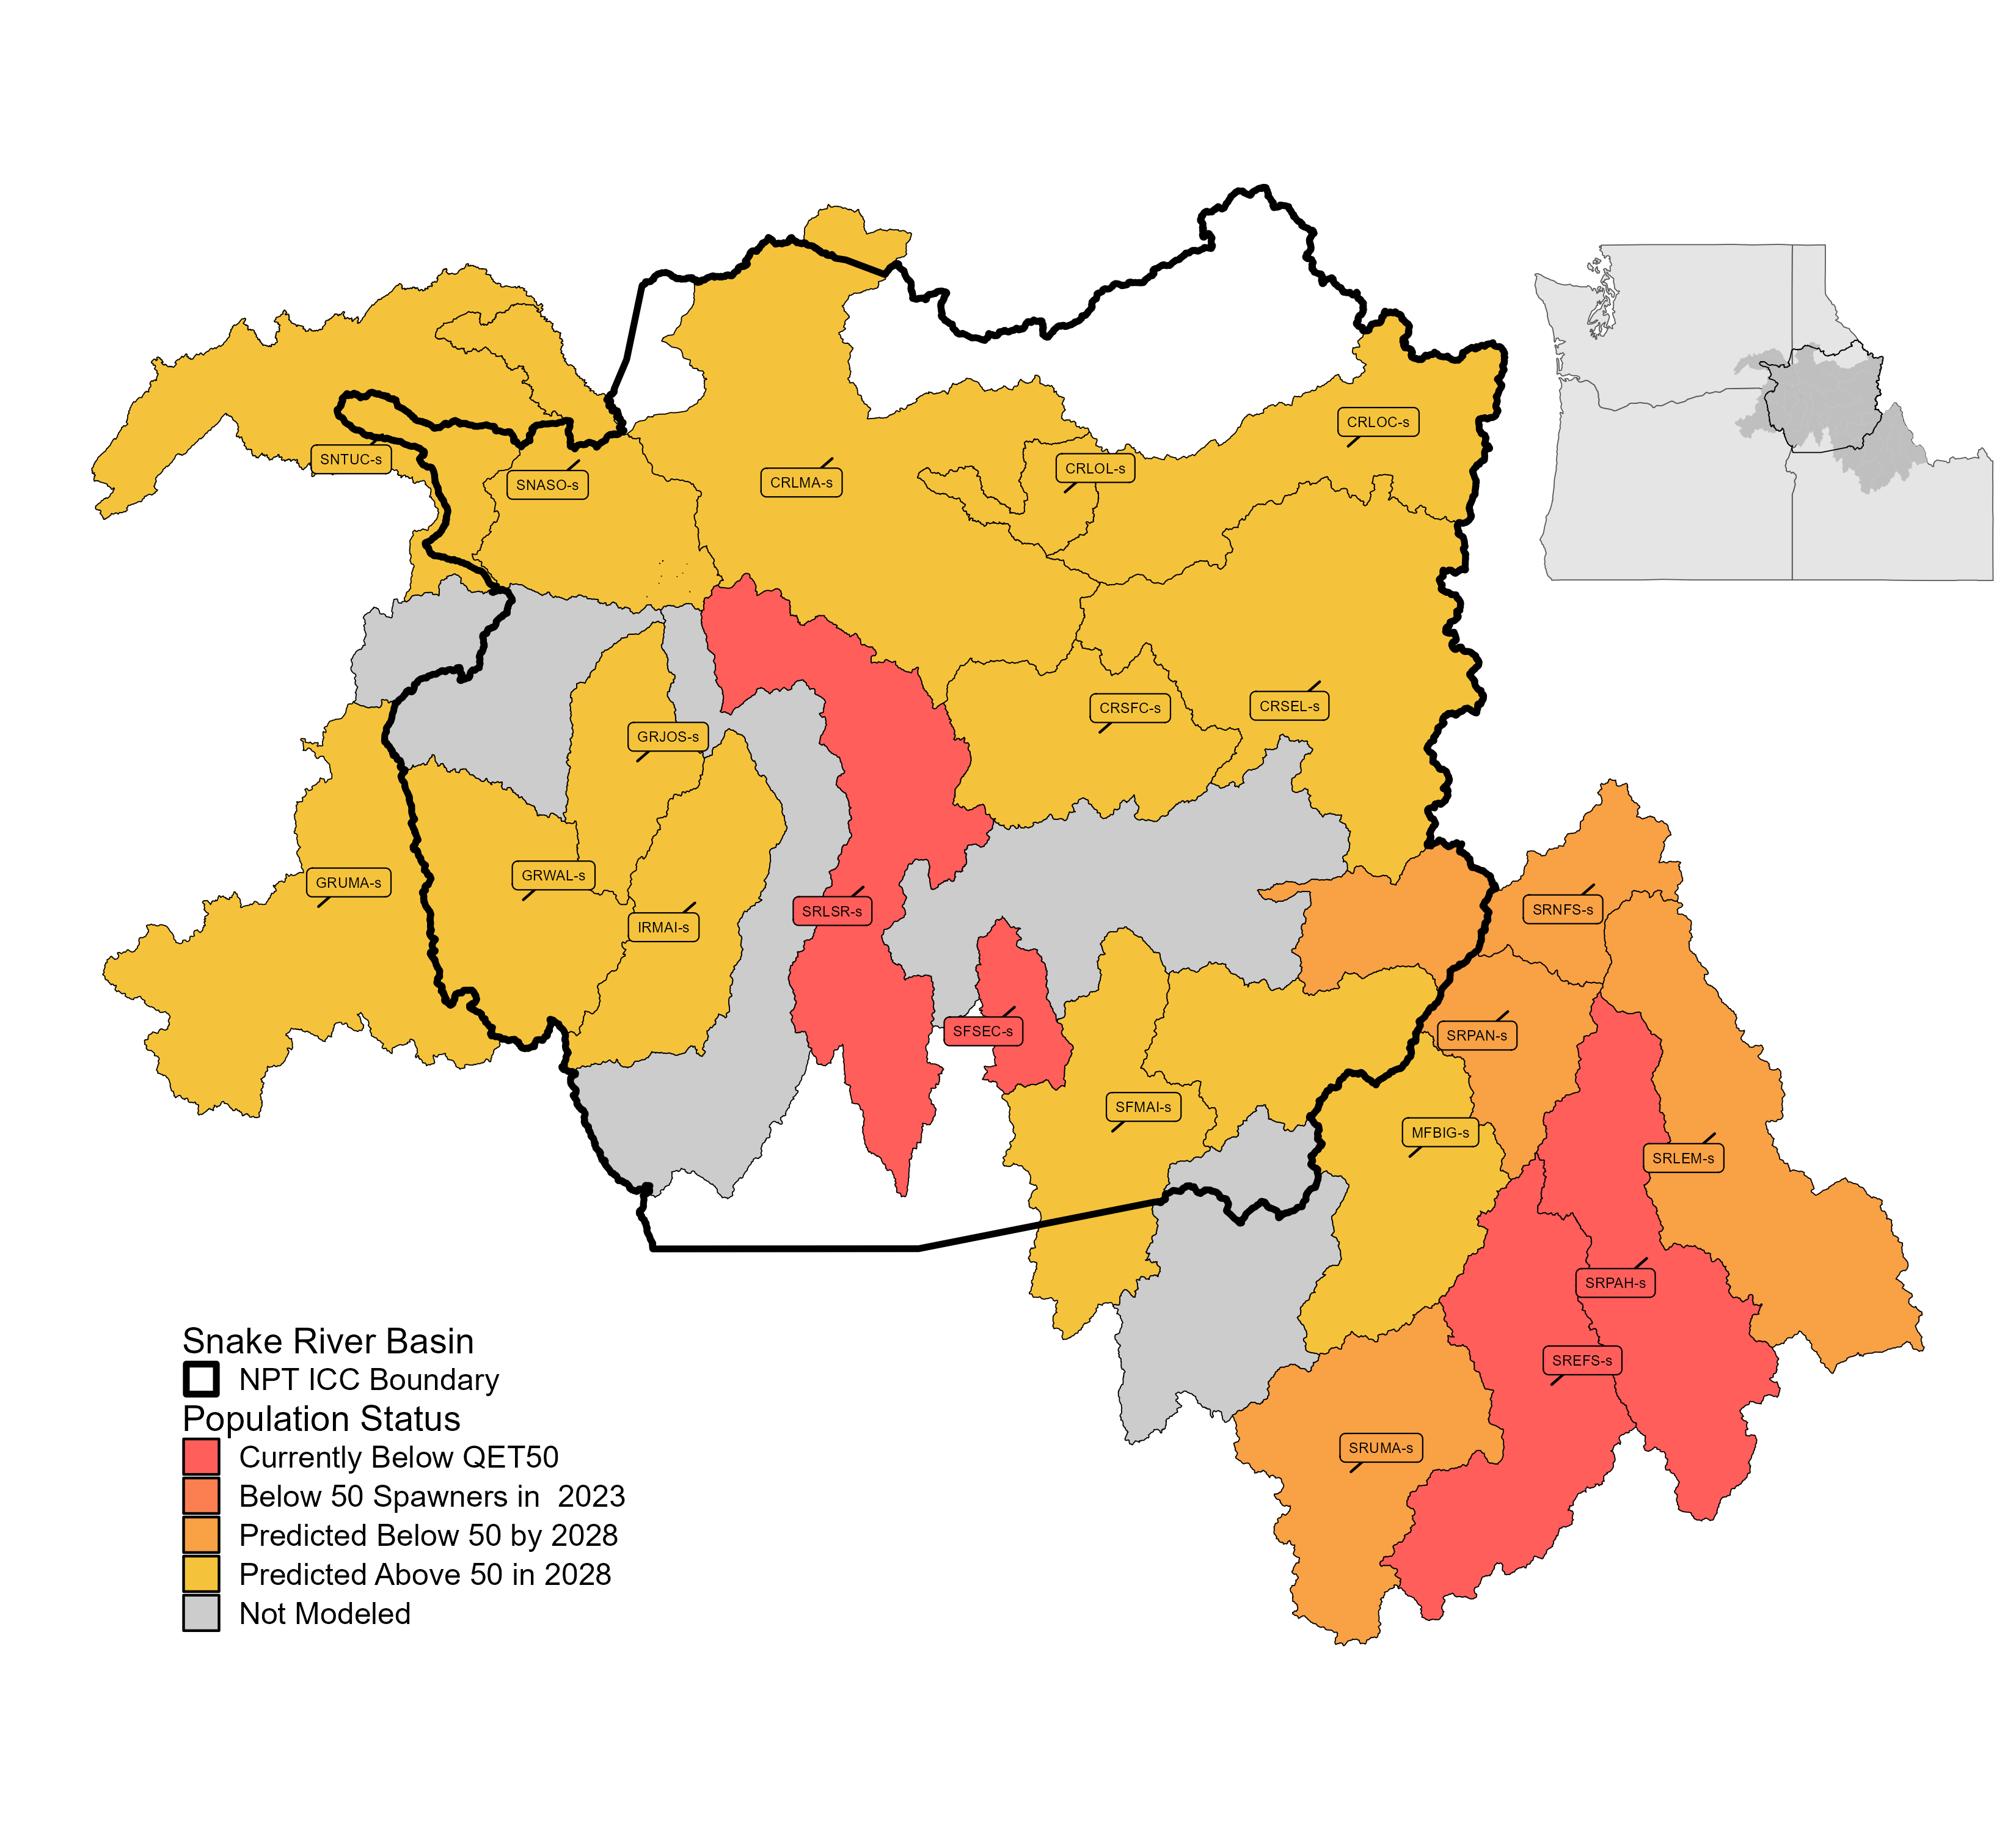 CRLOC-s
SNTUC-s
CRLOL-s
SNASO-s
CRLMA-s
CRSFC-s
CRSEL-s
GRJOS-s
GRUMA-s
GRWAL-s
SRLSR-s
SRNFS-s
IRMAI-s
SFSEC-s
SRPAN-s
SFMAI-s
MFBIG-s
SRLEM-s
SRPAH-s
SREFS-s
SRUMA-s
Snake River Basin
NPT ICC Boundary
Population Status
Currently Below QET50
Below 50 Spawners in  2023
Predicted Below 50 by 2028
Predicted Above 50 in 2028
Not Modeled